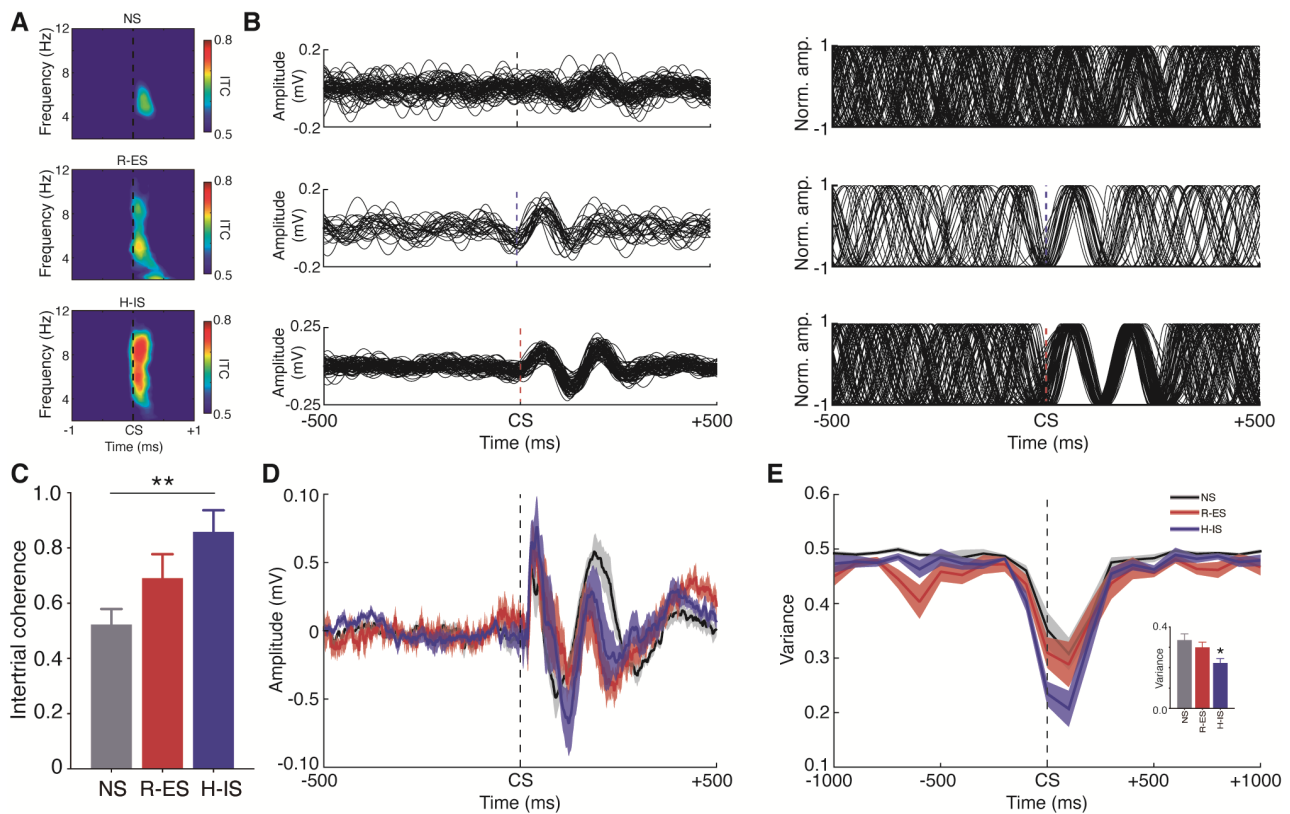 A
NS
12
8
4
Frequency (Hz)
0.8
ITC
0.5
R-ES
12
8
4
Frequency (Hz)
0.8
ITC
0.5
H-IS
12
8
4
Frequency (Hz)
0.8
ITC
0.5
-1
CS
+1
Time (ms)
B
0.2
-0.2
Amplitude
(mV)
1
-1
Norm. amp.
0.2
-0.2
Amplitude
(mV)
1
-1
Norm. amp.
0.25
-0.25
Amplitude
(mV)
1
-1
Norm. amp.
-500
CS
+500
Time (ms)
-500
CS
+500
Time (ms)
C
**
1.0
0.8
0.6
0.4
0.2
0
Intertrial coherence
NS
R-ES
H-IS
D
0.10
0.5
0
-0.5
-0.10
Amplitude (mV)
-500
CS
+500
Time (ms)
E
0.6
0.5
0.4
0.3
0.2
0.1
Variance
NS
R-ES
H-IS
0.4
0.0
Variance
*
NS
R-ES
H-IS
-1000
-500
CS
+500
+1000
Time (ms)